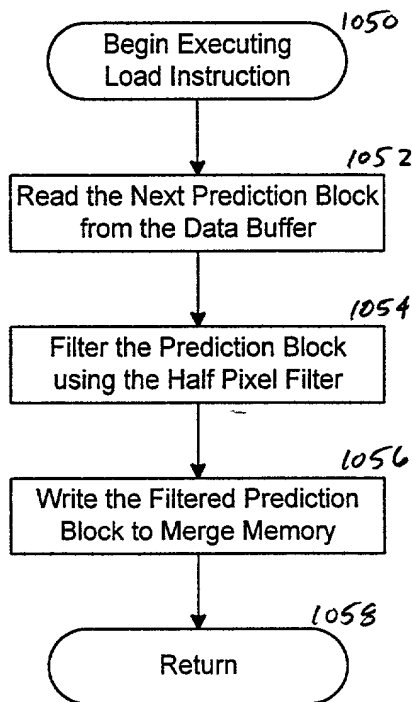 1050
Begin Executing
Load Instruction
1052
Read the Next Prediction Block
from the Data Buffer
1054
Filter the Prediction Block
using the Half Pixel Filter
1056
Write the Filtered Prediction
Block to Merge Memory
1058
Return